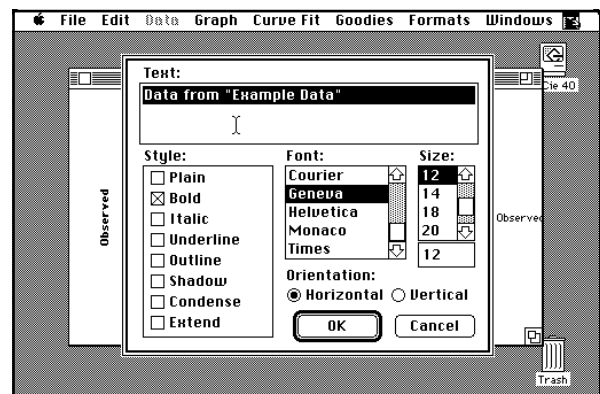 File Edit Data Graph Curve Fit Goodies Formats Windows
Cie 40
Text:
Data from "Example Data"
Style:
Plain
Bold
Italic
Underline
Outline
Shadow
Condense
Extend
Font:
Courier
Geneva
Helvetica
Monaco
Times
Size:
12
14
18
20
12
Orientation:
Horizontal Vertical
OK Cancel
Observed
Observed
Trash